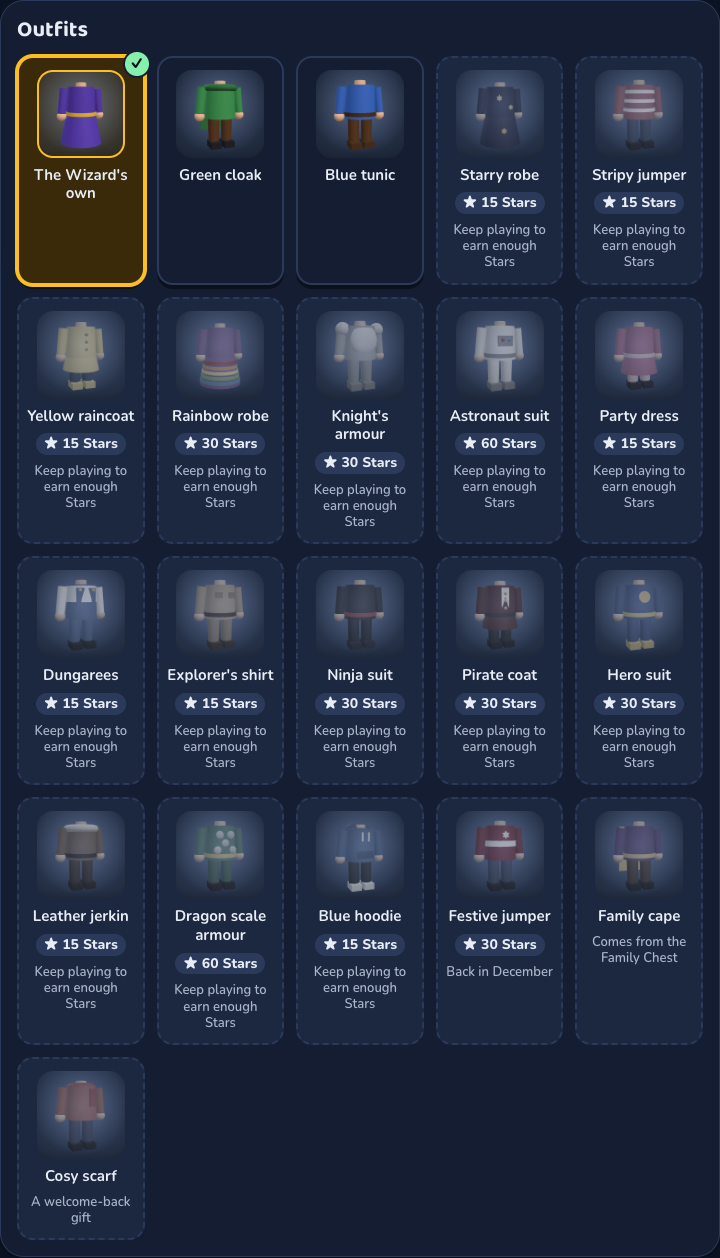 Outfits
The Wizard's
own
Green cloak
Blue tunic
Starry robe
15 Stars
Keep playing to
earn enough
Stars
Stripy jumper
15 Stars
Keep playing to
earn enough
Stars
Yellow raincoat
15 Stars
Keep playing to
earn enough
Stars
Rainbow robe
30 Stars
Keep playing to
earn enough
Stars
Knight's
armour
30 Stars
Keep playing to
earn enough
Stars
Astronaut suit
60 Stars
Keep playing to
earn enough
Stars
Party dress
15 Stars
Keep playing to
earn enough
Stars
Dungarees
15 Stars
Keep playing to
earn enough
Stars
Explorer's shirt
15 Stars
Keep playing to
earn enough
Stars
Ninja suit
30 Stars
Keep playing to
earn enough
Stars
Pirate coat
30 Stars
Keep playing to
earn enough
Stars
Hero suit
30 Stars
Keep playing to
earn enough
Stars
Leather jerkin
15 Stars
Keep playing to
earn enough
Stars
Dragon scale
armour
60 Stars
Keep playing to
earn enough
Stars
Blue hoodie
15 Stars
Keep playing to
earn enough
Stars
Festive jumper
30 Stars
Back in December
Family cape
Comes from the
Family Chest
Cosy scarf
A welcome-back
gift